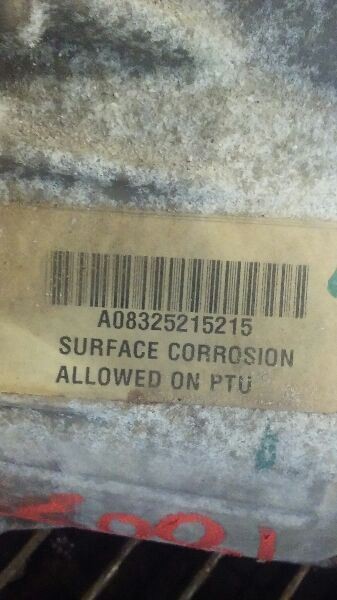 A08325215215
SURFACE CORROSION
ALLOWED ON PTU